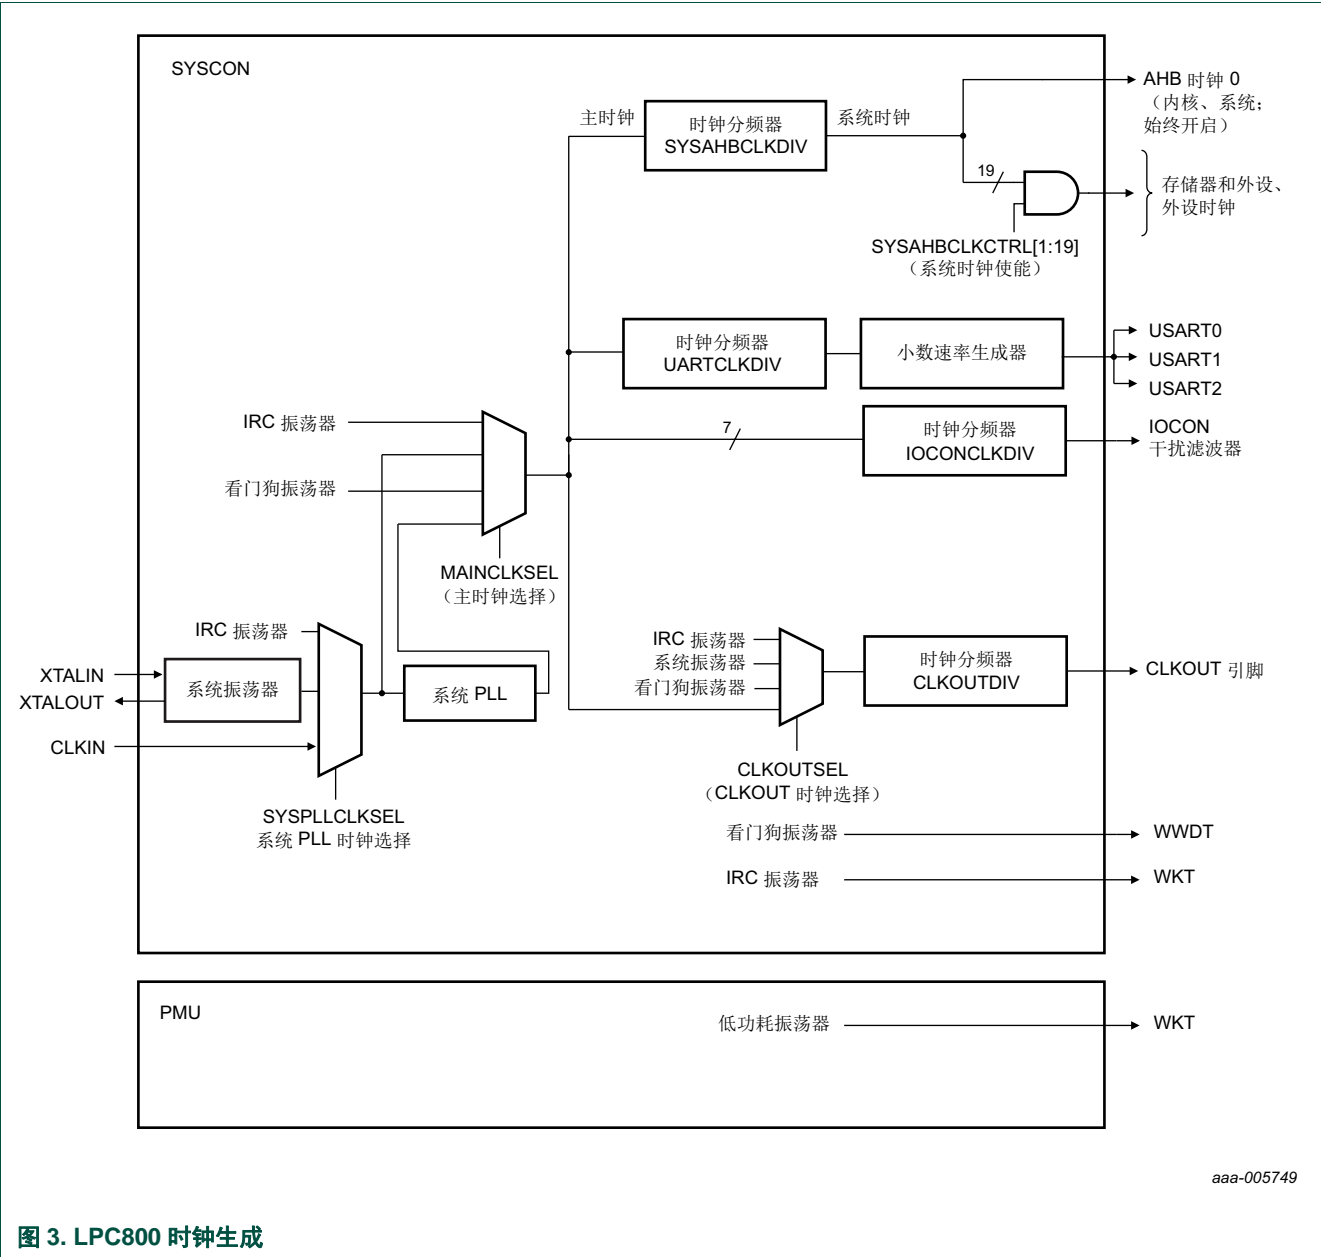 SYSCON
AHB 时钟 0
（内核、系统；
始终开启）
主时钟
时钟分频器
SYSAHBCLKDIV
系统时钟
19
存储器和外设、
外设时钟
SYSAHBCLKCTRL[1:19]
（系统时钟使能）
时钟分频器
UARTCLKDIV
小数速率生成器
USART0
USART1
USART2
IRC 振荡器
7
时钟分频器
IOCONCLKDIV
IOCON
干扰滤波器
看门狗振荡器
MAINCLKSEL
（主时钟选择）
IRC 振荡器
XTALIN
XTALOUT
系统振荡器
系统 PLL
CLKIN
SYSPLLCLKSEL
系统 PLL 时钟选择
IRC 振荡器
系统振荡器
看门狗振荡器
时钟分频器
CLKOUTDIV
CLKOUT 引脚
CLKOUTSEL
（CLKOUT 时钟选择）
看门狗振荡器
WWDT
IRC 振荡器
WKT
PMU
低功耗振荡器
WKT
aaa-005749
图 3. LPC800 时钟生成